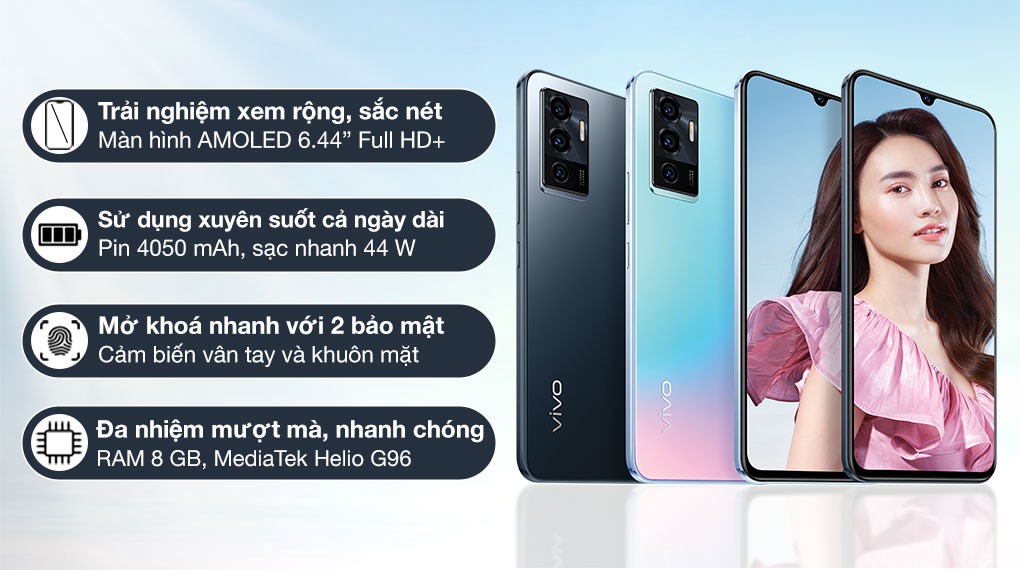 Trải nghiệm xem rộng, sắc nét
Màn hình AMOLED 6.44” Full HD+
Sử dụng xuyên suốt cả ngày dài
Pin 4050 mAh, sạc nhanh 44 W
Mở khoá nhanh với 2 bảo mật
Cảm biến vân tay và khuôn mặt
Đa nhiệm mượt mà, nhanh chóng
RAM 8 GB, MediaTek Helio G96
vivo
vivo